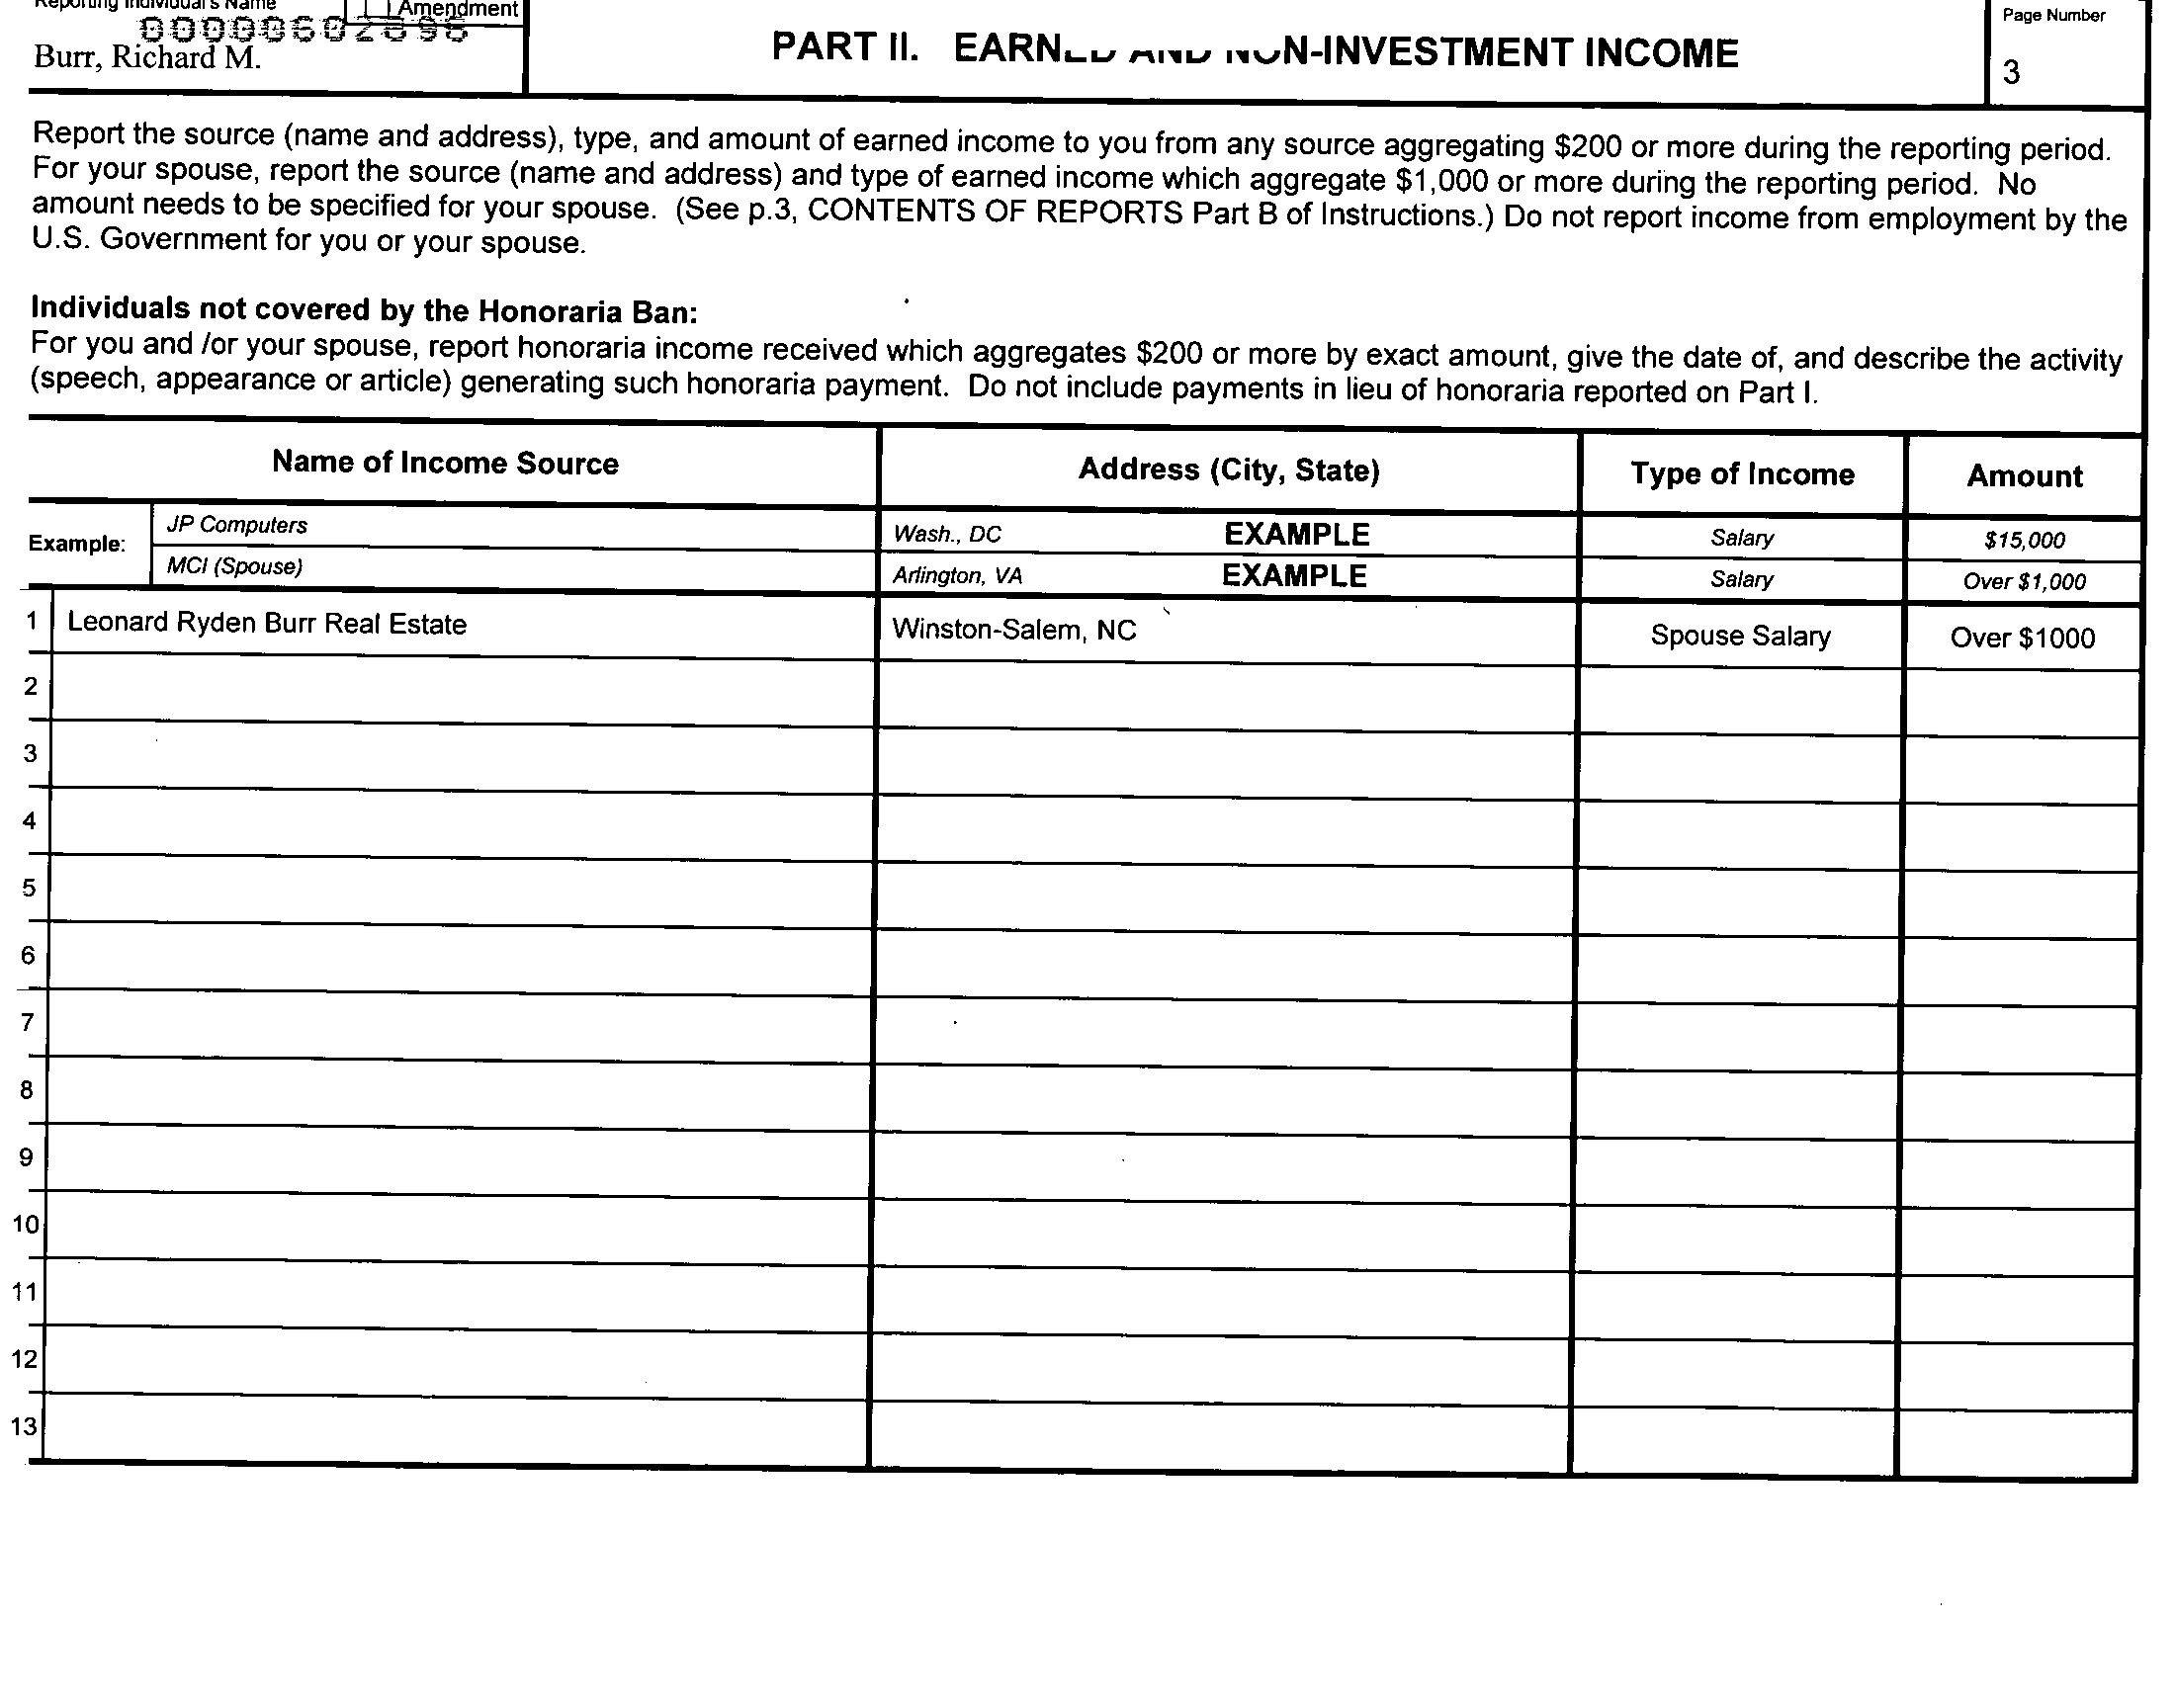 Reporting Individual's Name
Amendment
Burr, Richard M.
PART II. EARNED AND NON-INVESTMENT INCOME
Page Number
3
Report the source (name and address), type, and amount of earned income to you from any source aggregating $200 or more during the reporting period.
For your spouse, report the source (name and address) and type of earned income which aggregate $1,000 or more during the reporting period. No
amount needs to be specified for your spouse. (See p.3, CONTENTS OF REPORTS Part B of Instructions.) Do not report income from employment by the
U.S. Government for you or your spouse.
Individuals not covered by the Honoraria Ban:
For you and /or your spouse, report honoraria income received which aggregates $200 or more by exact amount, give the date of, and describe the activity
(speech, appearance or article) generating such honoraria payment. Do not include payments in lieu of honoraria reported on Part I.
Name of Income Source Address (City, State) Type of Income Amount
Example: JP Computers Wash., DC EXAMPLE Salary $15,000
MCI (Spouse) Arlington, VA EXAMPLE Salary Over $1,000
1 Leonard Ryden Burr Real Estate Winston-Salem, NC Spouse Salary Over $1000
2
3
4
5
6
7
8
9
10
11
12
13